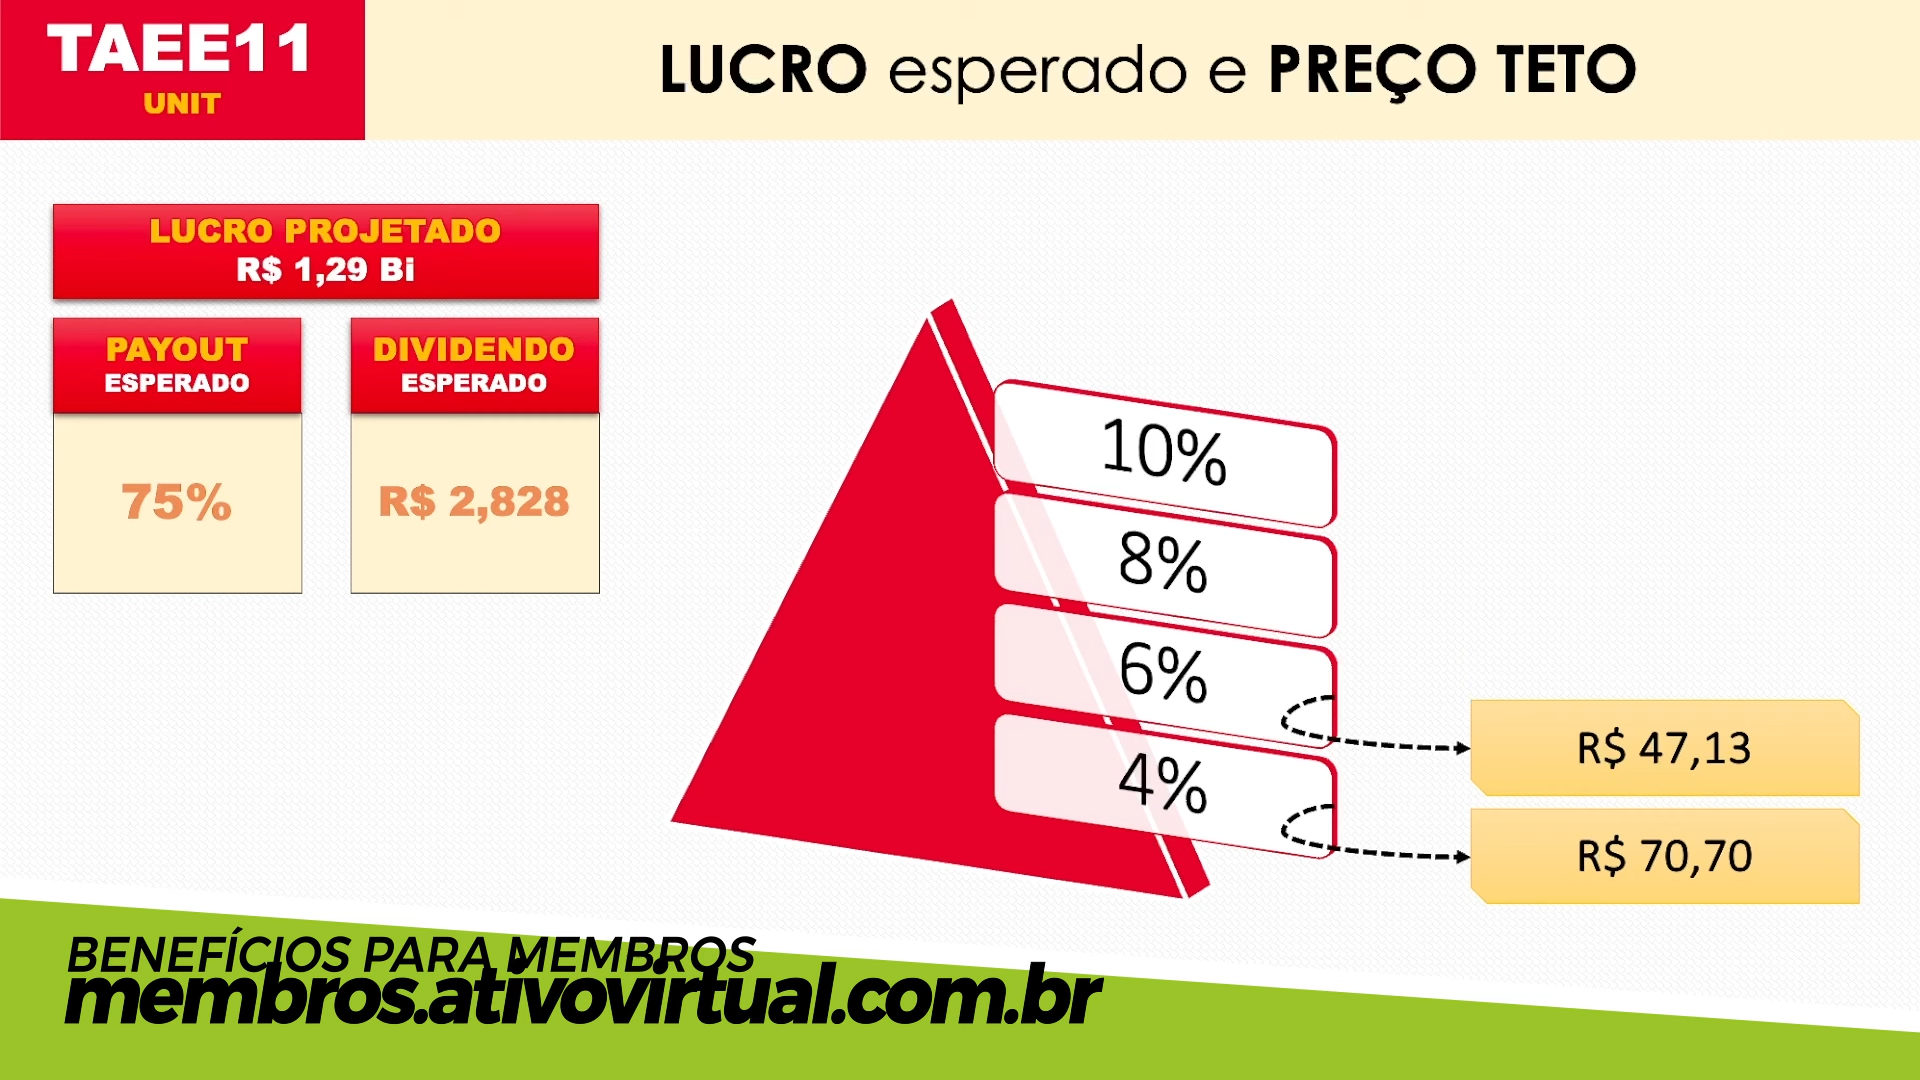 TAEE11
UNIT
LUCRO esperado e PREÇO TETO
LUCRO PROJETADO
R$ 1,29 Bi
PAYOUT
ESPERADO
75%
DIVIDENDO
ESPERADO
R$ 2,828
10%
8%
6%
4%
R$ 47,13
R$ 70,70
BENEFÍCIOS PARA MEMBROS
membros.ativovirtual.com.br